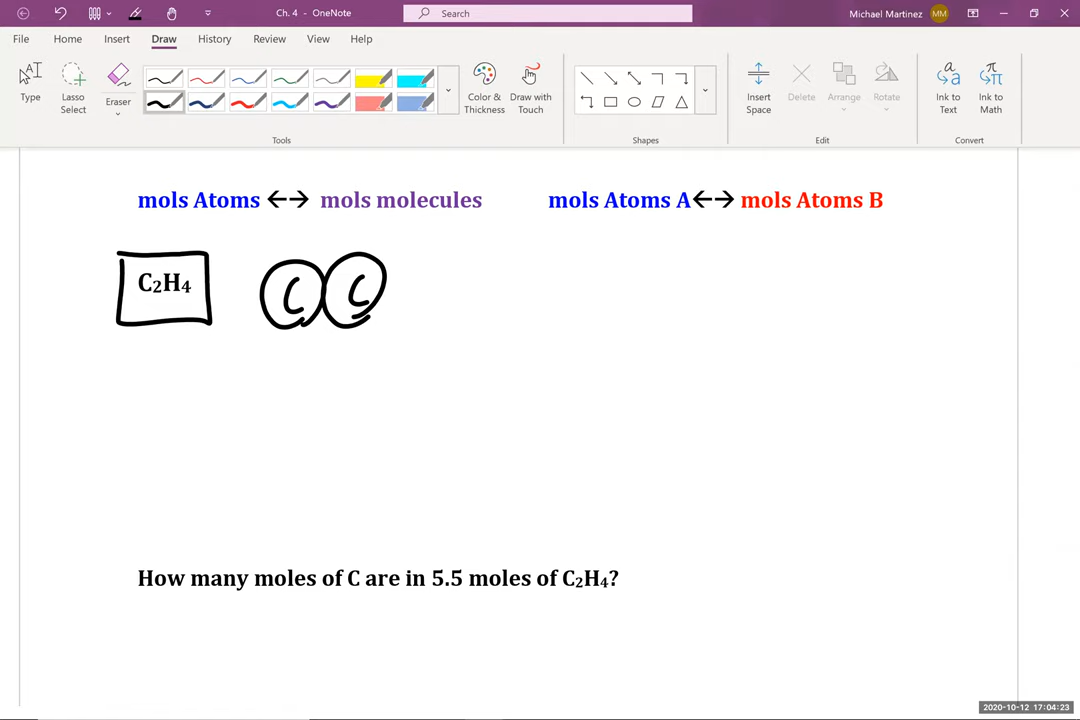 Ch. 4 - OneNote
Search
Michael Martinez MM
File Home Insert Draw History Review View Help
Type
Lasso Select
Eraser
Color & Thickness
Draw with Touch
Insert Space
Delete
Arrange
Rotate
Ink to Text
Ink to Math
Tools Shapes Edit Convert
mols Atoms ←→ mols molecules mols Atoms A←→ mols Atoms B
C₂H₄ C C
How many moles of C are in 5.5 moles of C₂H₄?
2020-10-12 17:04:23